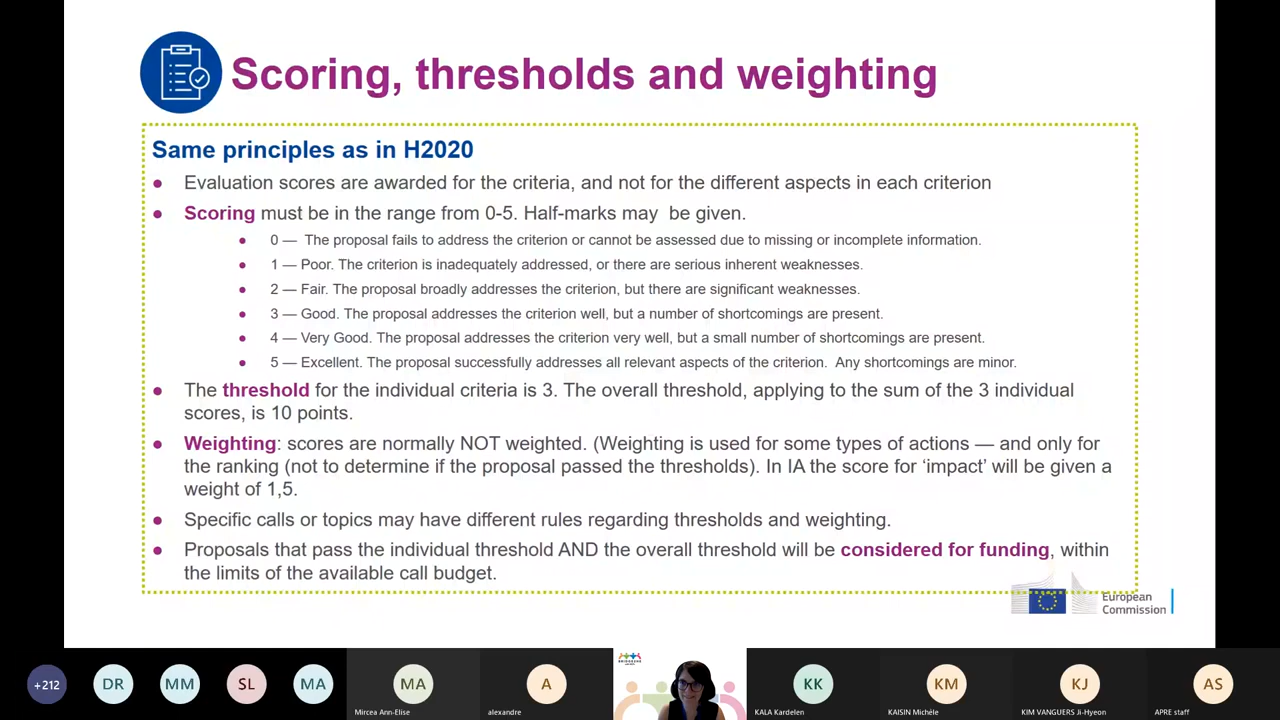 Scoring, thresholds and weighting
Same principles as in H2020
● Evaluation scores are awarded for the criteria, and not for the different aspects in each criterion
● Scoring must be in the range from 0-5. Half-marks may be given.
● 0 — The proposal fails to address the criterion or cannot be assessed due to missing or incomplete information.
● 1 — Poor. The criterion is inadequately addressed, or there are serious inherent weaknesses.
● 2 — Fair. The proposal broadly addresses the criterion, but there are significant weaknesses.
● 3 — Good. The proposal addresses the criterion well, but a number of shortcomings are present.
● 4 — Very Good. The proposal addresses the criterion very well, but a small number of shortcomings are present.
● 5 — Excellent. The proposal successfully addresses all relevant aspects of the criterion. Any shortcomings are minor.
● The threshold for the individual criteria is 3. The overall threshold, applying to the sum of the 3 individual
scores, is 10 points.
● Weighting: scores are normally NOT weighted. (Weighting is used for some types of actions — and only for
the ranking (not to determine if the proposal passed the thresholds). In IA the score for ‘impact’ will be given a
weight of 1,5.
● Specific calls or topics may have different rules regarding thresholds and weighting.
● Proposals that pass the individual threshold AND the overall threshold will be considered for funding, within
the limits of the available call budget.
European
Commission
+212
DR
MM
SL
MA
MA
Mircea Ann-Elise
A
alexandre
KK
KALA Kardelen
KM
KAISIN Michèle
KJ
KIM VANGUERS Ji-Hyeon
AS
APRE staff